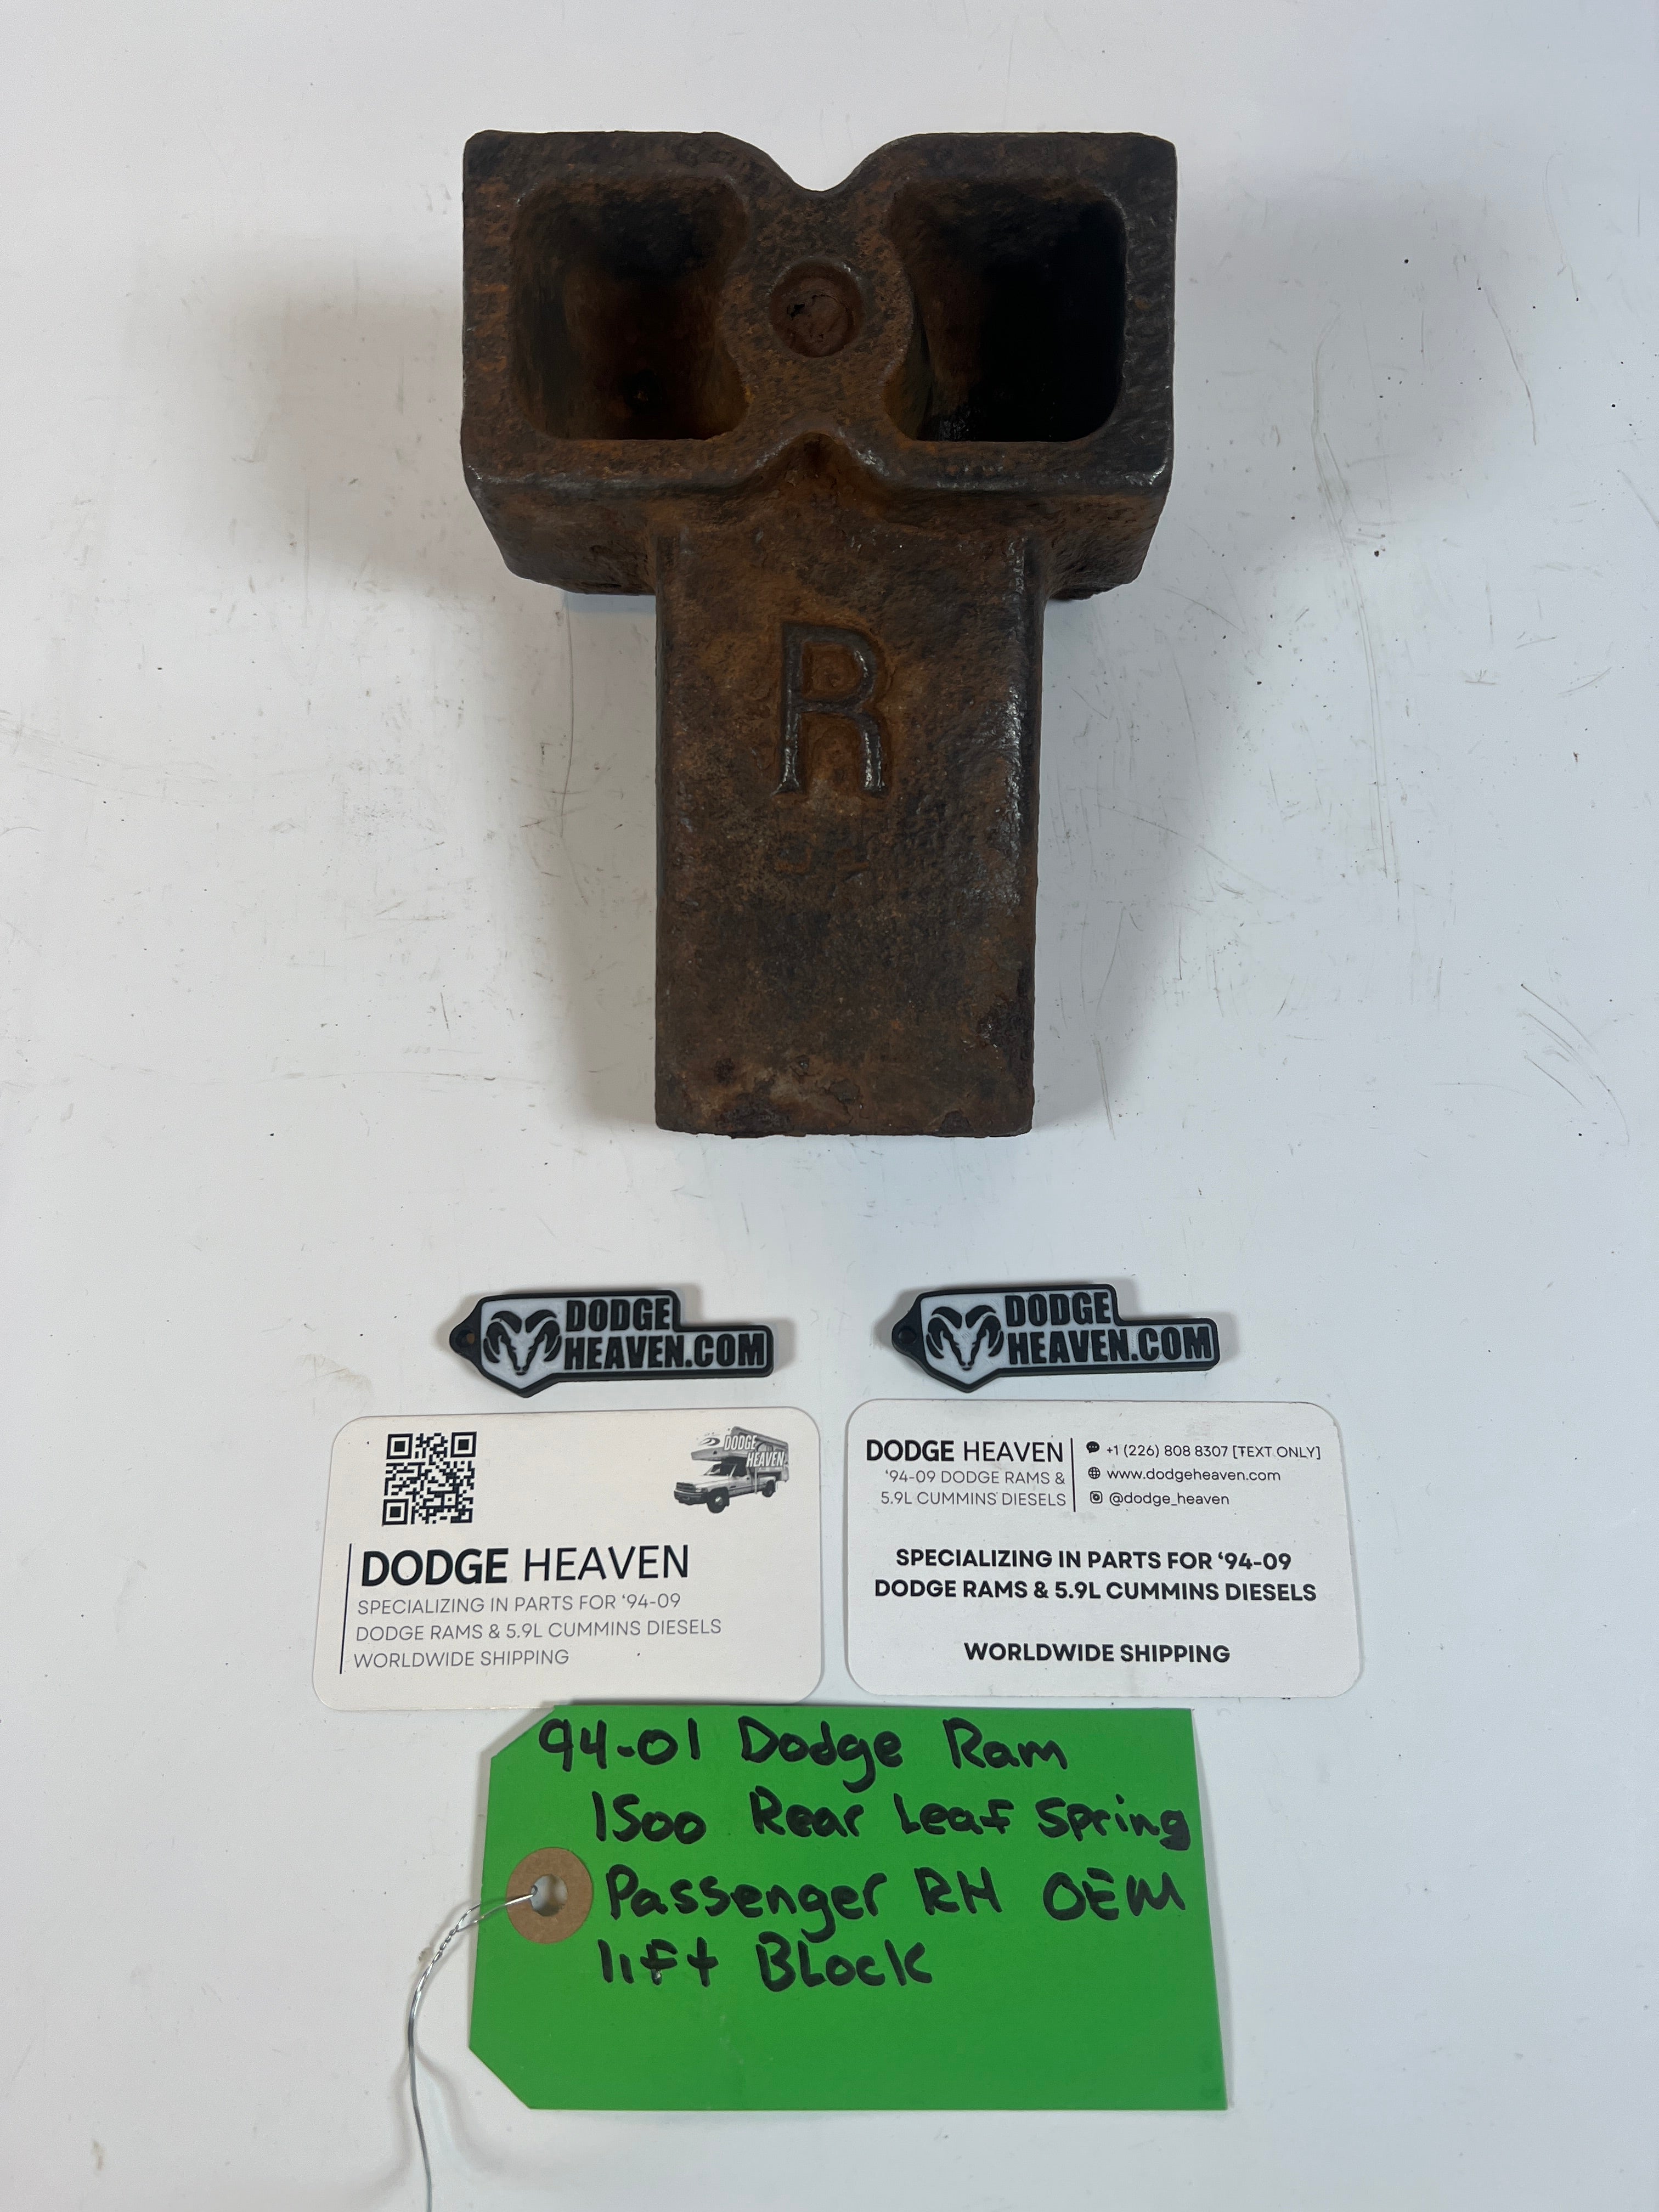 R
DODGE
HEAVEN.COM
DODGE
HEAVEN.COM
DODGE
HEAVEN
DODGE HEAVEN
SPECIALIZING IN PARTS FOR ‘94-09
DODGE RAMS & 5.9L CUMMINS DIESELS
WORLDWIDE SHIPPING
DODGE HEAVEN
‘94-09 DODGE RAMS &
5.9L CUMMINS DIESELS
+1 (226) 808 8307 [TEXT ONLY]
www.dodgeheaven.com
@dodge_heaven
SPECIALIZING IN PARTS FOR ‘94-09
DODGE RAMS & 5.9L CUMMINS DIESELS
WORLDWIDE SHIPPING
94-01 Dodge Ram
1500 Rear Leaf Spring
Passenger RH OEM
lift Block